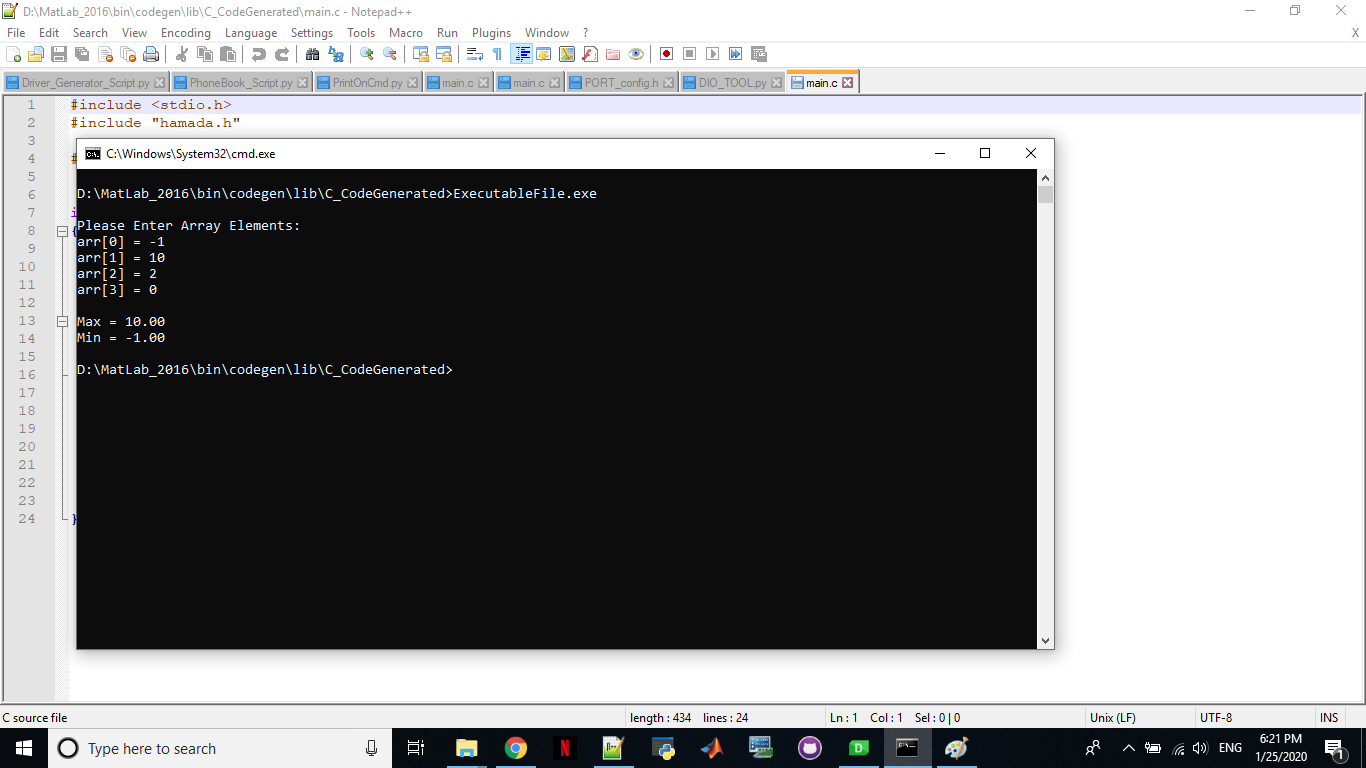 D:\MatLab_2016\bin\codegen\lib\C_CodeGenerated\main.c - Notepad++
File Edit Search View Encoding Language Settings Tools Macro Run Plugins Window ? X
Driver_Generator_Script.py PhoneBook_Script.py PrintOnCmd.py main.c main.c PORT_config.h DIO_TOOL.py main.c
1 #include <stdio.h>
2 #include "hamada.h"
3
4 #
5
6
7 i
8 {
9
10
11
12
13
14
15
16
17
18
19
20
21
22
23
24 }
C:\Windows\System32\cmd.exe
D:\MatLab_2016\bin\codegen\lib\C_CodeGenerated>ExecutableFile.exe
Please Enter Array Elements:
arr[0] = -1
arr[1] = 10
arr[2] = 2
arr[3] = 0
Max = 10.00
Min = -1.00
D:\MatLab_2016\bin\codegen\lib\C_CodeGenerated>
C source file length : 434 lines : 24 Ln : 1 Col : 1 Sel : 0 | 0 Unix (LF) UTF-8 INS
Type here to search ENG 6:21 PM
1/25/2020 1